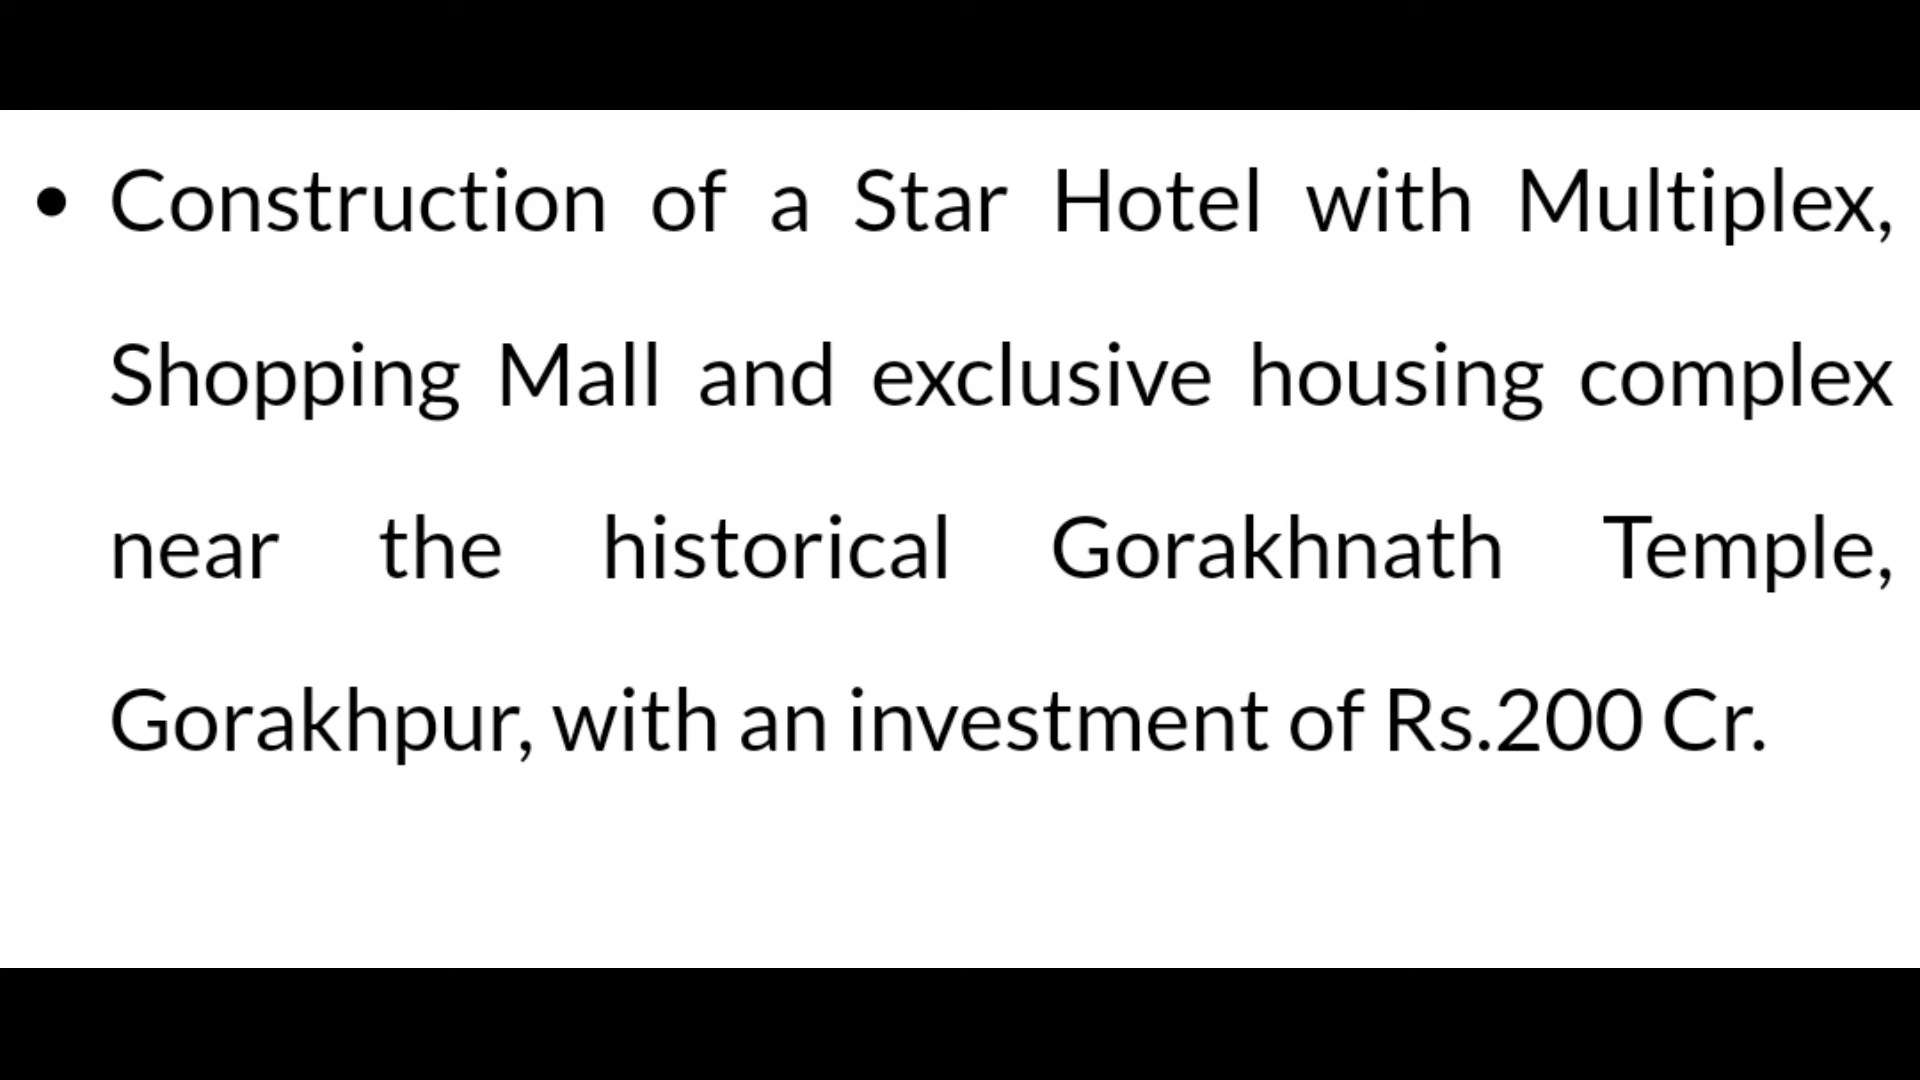 • Construction of a Star Hotel with Multiplex,
Shopping Mall and exclusive housing complex
near the historical Gorakhnath Temple,
Gorakhpur, with an investment of Rs.200 Cr.